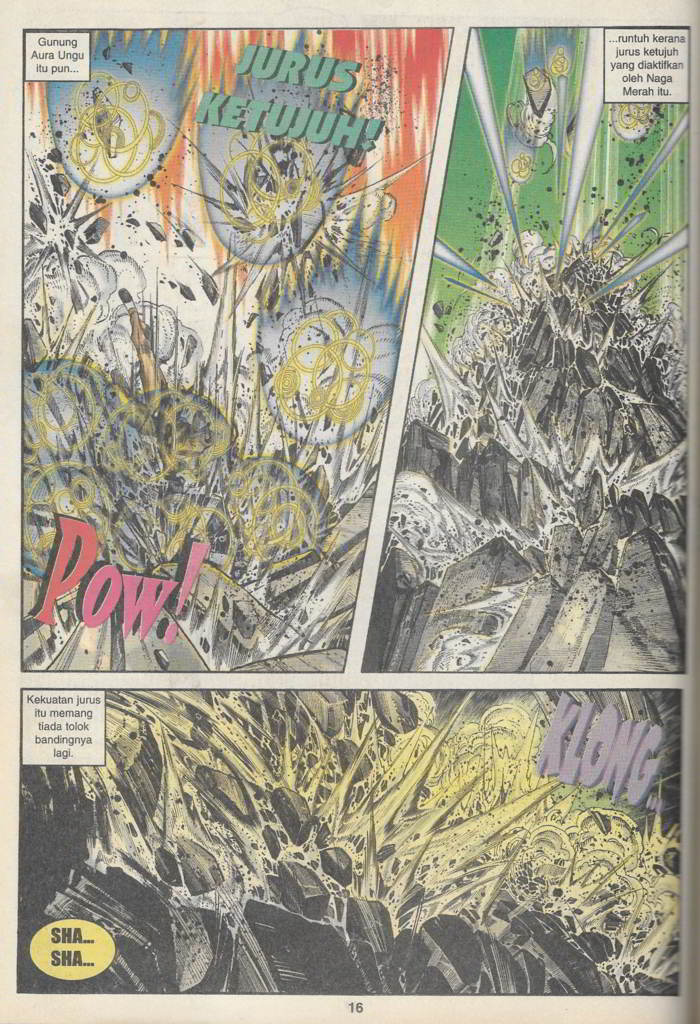 Gunung
Aura Ungu
itu pun...
JURUS
KETUJUH!
POW!
...runtuh kerana
jurus ketujuh
yang diaktifkan
oleh Naga
Merah itu.
Kekuatan jurus
itu memang
tiada tolok
bandingnya
lagi.
KLONG...
SHA...
SHA...
16